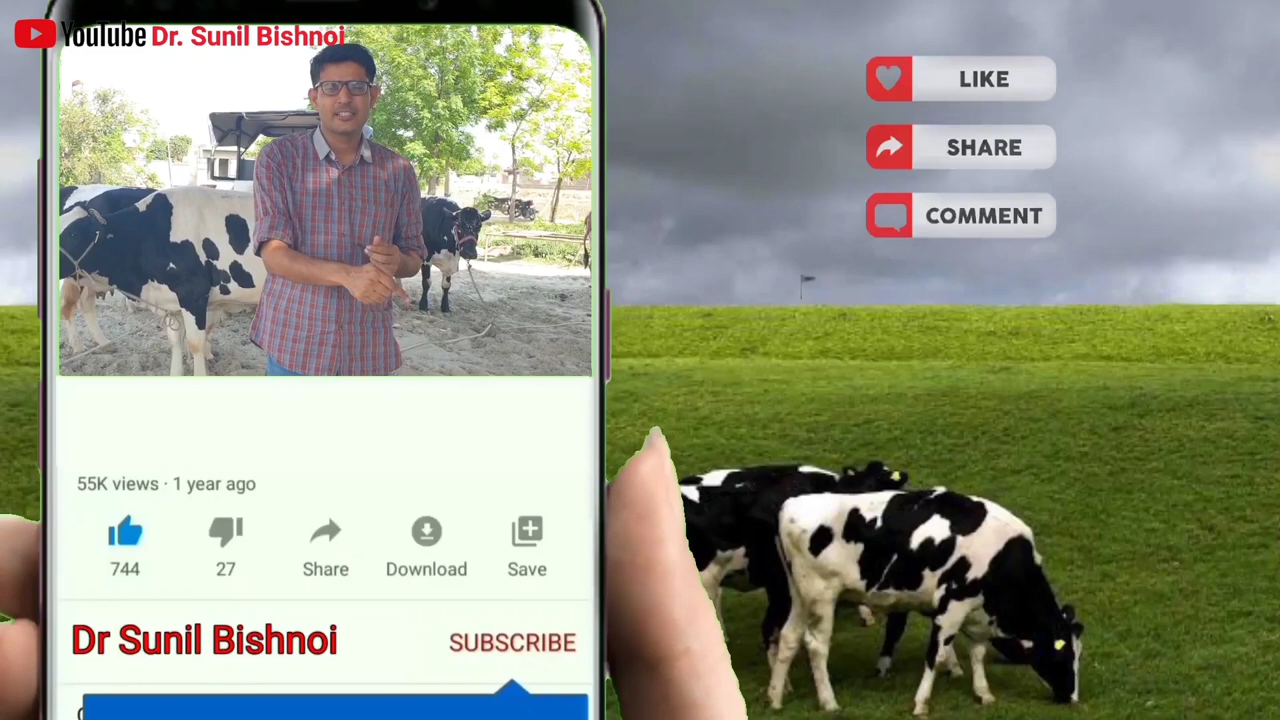 YouTube Dr. Sunil Bishnoi
LIKE
SHARE
COMMENT
55K views · 1 year ago
744
27
Share
Download
Save
Dr Sunil Bishnoi
SUBSCRIBE